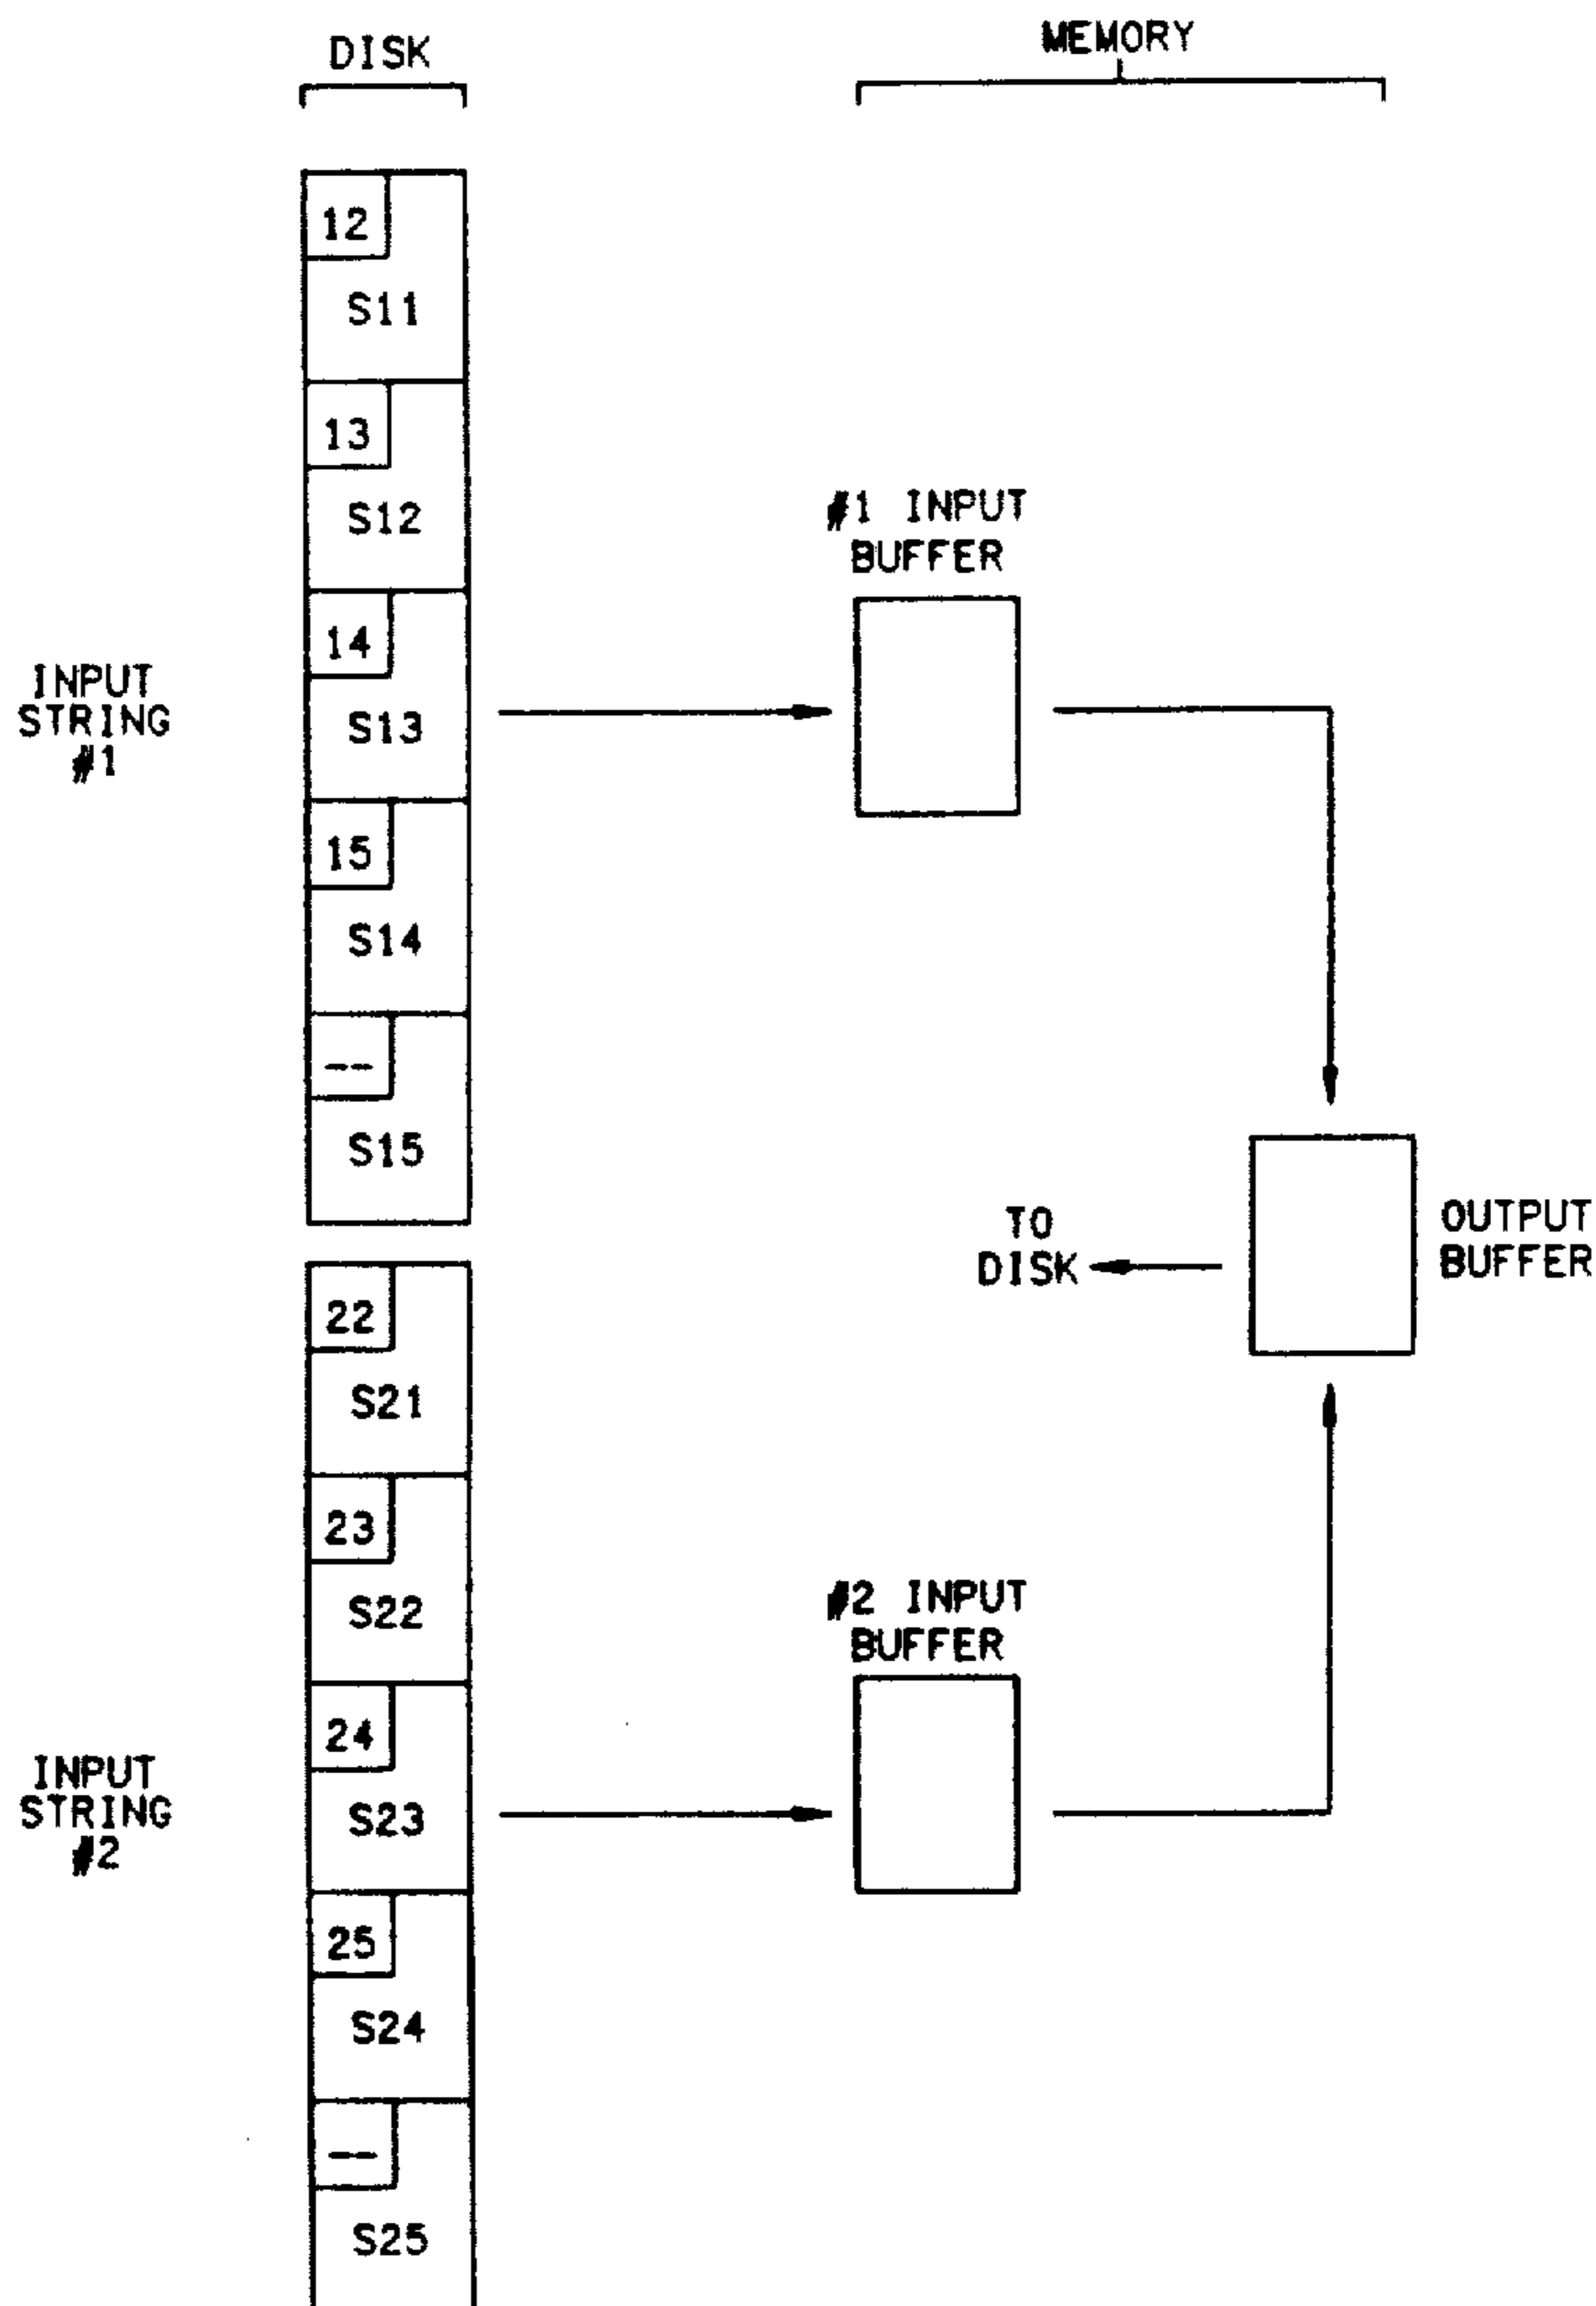 DISK
MEMORY
12
S11
13
S12
#1 INPUT
BUFFER
14
S13
INPUT
STRING
#1
15
S14
--
S15
TO
DISK
OUTPUT
BUFFER
22
S21
23
S22
#2 INPUT
BUFFER
24
S23
INPUT
STRING
#2
25
S24
--
S25